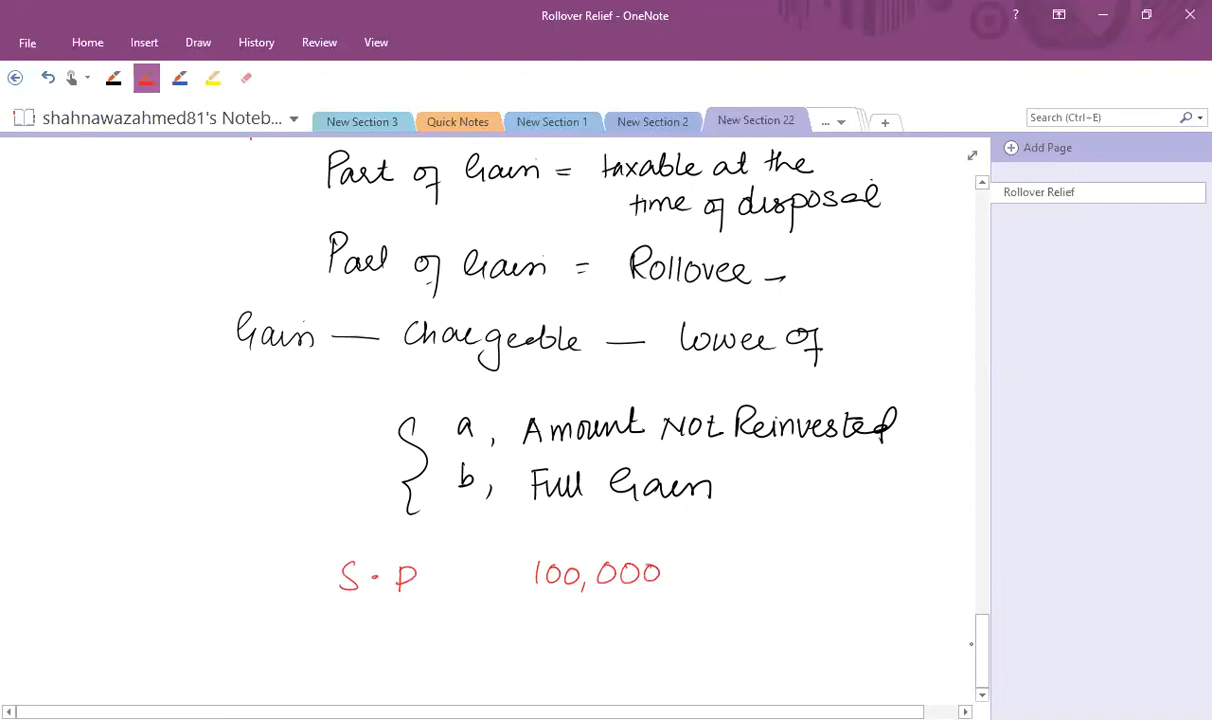 Rollover Relief - OneNote
?
File Home Insert Draw History Review View
shahnawazahmed81's Noteb... New Section 3 Quick Notes New Section 1 New Section 2 New Section 22 ... + Search (Ctrl+E)
Add Page
Rollover Relief
Part of Gain = taxable at the
time of disposal
Part of Gain = Rollover -
Gain — Chargeable — lower of
a, Amount Not Reinvested
b, Full Gain
S.P 100,000